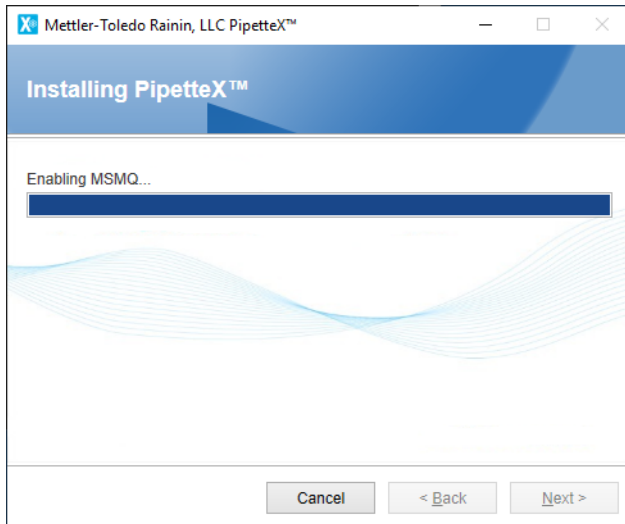 Mettler-Toledo Rainin, LLC PipetteX™
Installing PipetteX™
Enabling MSMQ...
Cancel
< Back
Next >